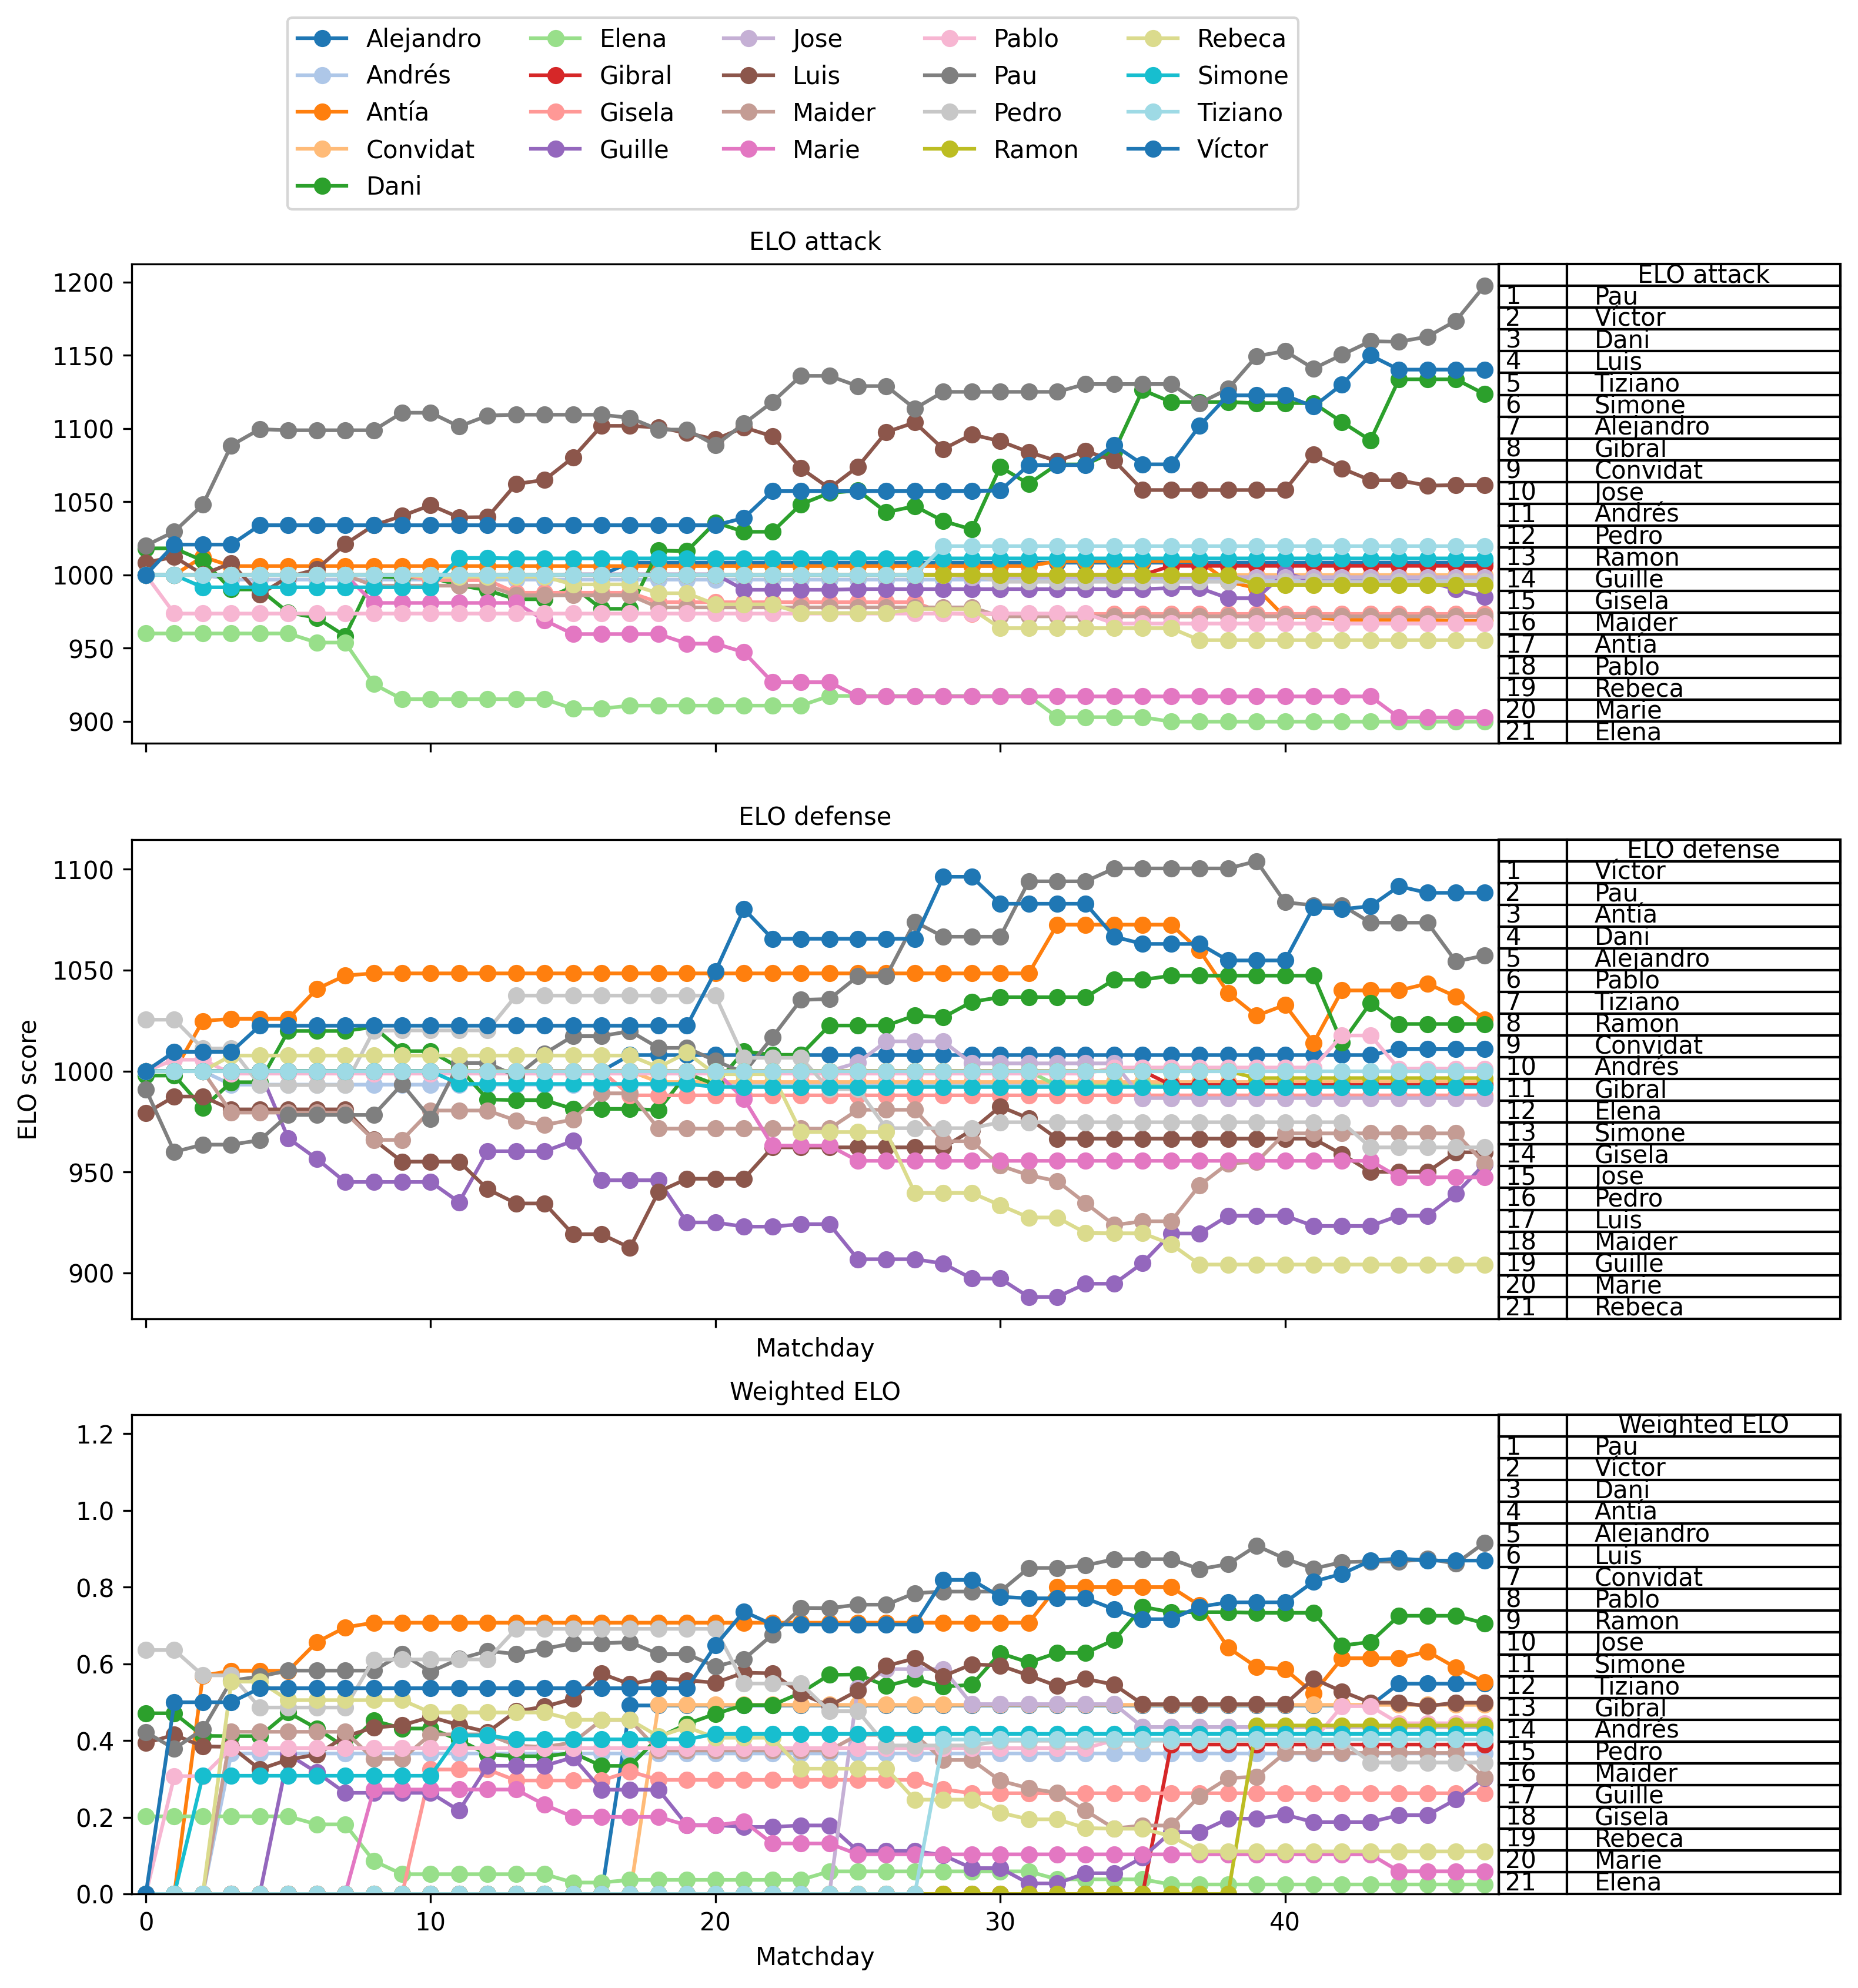 Alejandro Elena Jose Pablo Rebeca
Andrés Gibral Luis Pau Simone
Antía Gisela Maider Pedro Tiziano
Convidat Guille Marie Ramon Víctor
Dani
ELO attack
1200
1150
1100
1050
1000
950
900
ELO attack
1 Pau
2 Víctor
3 Dani
4 Luis
5 Tiziano
6 Simone
7 Alejandro
8 Gibral
9 Convidat
10 Jose
11 Andrés
12 Pedro
13 Ramon
14 Guille
15 Gisela
16 Maider
17 Antía
18 Pablo
19 Rebeca
20 Marie
21 Elena
ELO defense
1100
1050
1000
950
900
ELO score
ELO defense
1 Víctor
2 Pau
3 Antía
4 Dani
5 Alejandro
6 Pablo
7 Tiziano
8 Ramon
9 Convidat
10 Andrés
11 Gibral
12 Elena
13 Simone
14 Gisela
15 Jose
16 Pedro
17 Luis
18 Maider
19 Guille
20 Marie
21 Rebeca
Matchday
Weighted ELO
1.2
1.0
0.8
0.6
0.4
0.2
0.0
Weighted ELO
1 Pau
2 Víctor
3 Dani
4 Antía
5 Alejandro
6 Luis
7 Convidat
8 Pablo
9 Ramon
10 Jose
11 Simone
12 Tiziano
13 Gibral
14 Andrés
15 Pedro
16 Maider
17 Guille
18 Gisela
19 Rebeca
20 Marie
21 Elena
0 10 20 30 40
Matchday